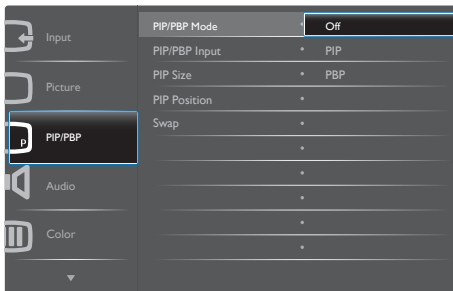 Input
Picture
PIP/PBP
Audio
Color
PIP/PBP Mode
PIP/PBP Input
PIP Size
PIP Position
Swap
Off
PIP
PBP
P